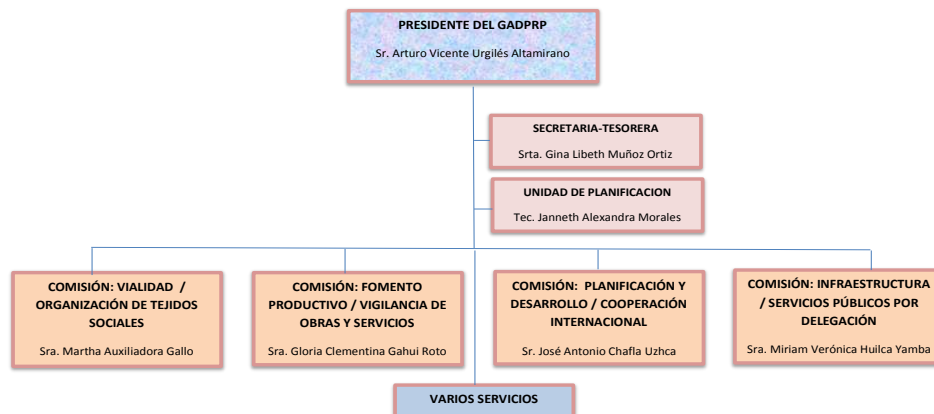 PRESIDENTE DEL GADPRP
Sr. Arturo Vicente Urgilés Altamirano
SECRETARIA-TESORERA
Srta. Gina Libeth Muñoz Ortiz
UNIDAD DE PLANIFICACION
Tec. Janneth Alexandra Morales
COMISIÓN: VIALIDAD /
ORGANIZACIÓN DE TEJIDOS
SOCIALES
Sra. Martha Auxiliadora Gallo
COMISIÓN: FOMENTO
PRODUCTIVO / VIGILANCIA DE
OBRAS Y SERVICIOS
Sra. Gloria Clementina Gahui Roto
COMISIÓN: PLANIFICACIÓN Y
DESARROLLO / COOPERACIÓN
INTERNACIONAL
Sr. José Antonio Chafla Uzhca
COMISIÓN: INFRAESTRUCTURA
/ SERVICIOS PÚBLICOS POR
DELEGACIÓN
Sra. Miriam Verónica Huilca Yamba
VARIOS SERVICIOS